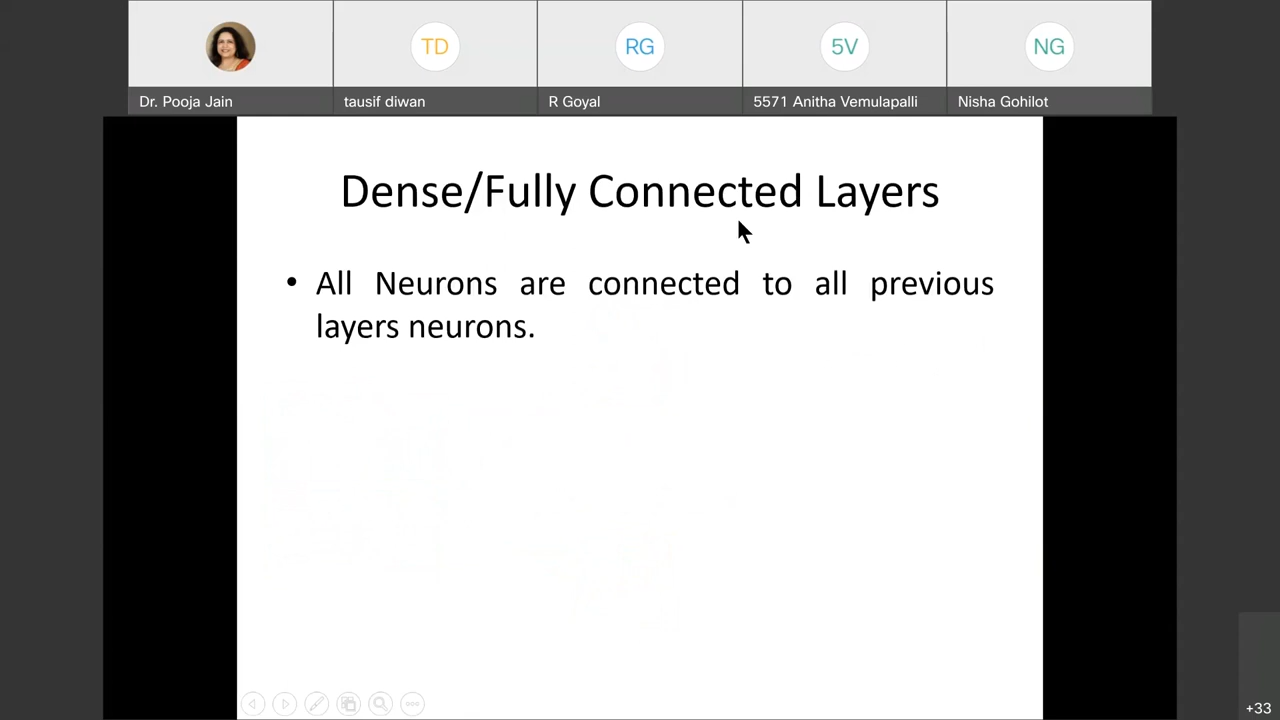 TD
RG
5V
NG
Dr. Pooja Jain
tausif diwan
R Goyal
5571 Anitha Vemulapalli
Nisha Gohilot
Dense/Fully Connected Layers
• All Neurons are connected to all previous
layers neurons.
+33